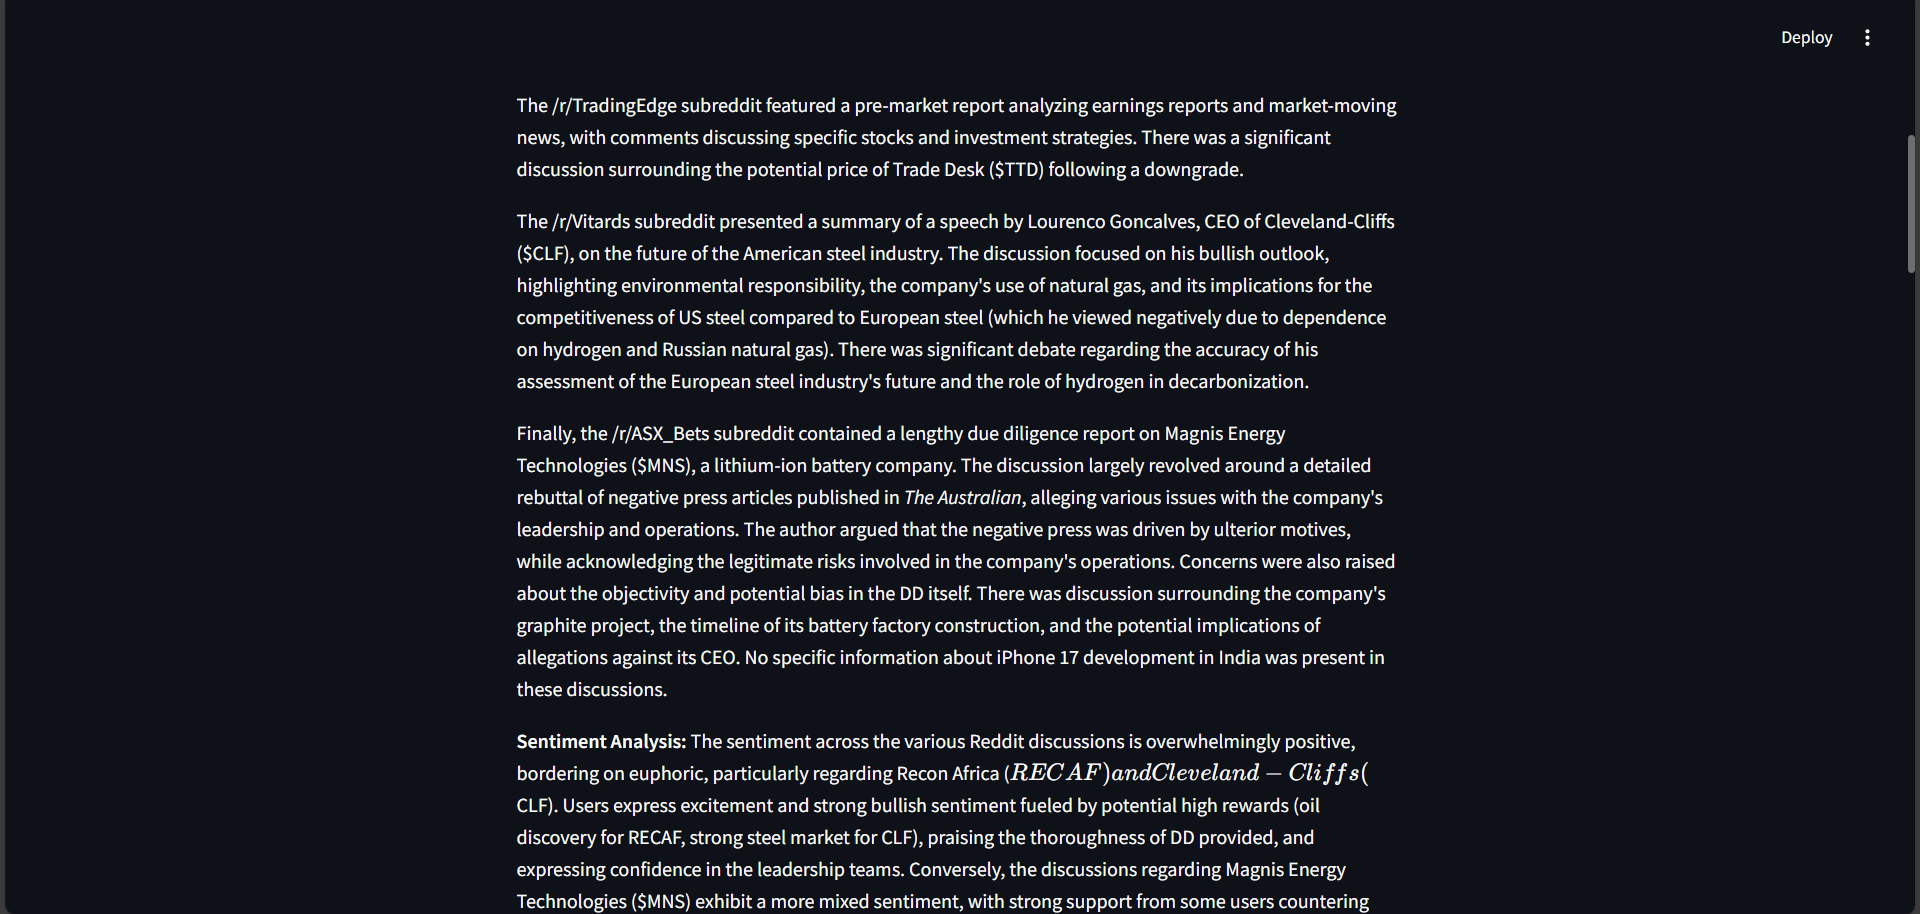 Deploy
The /r/TradingEdge subreddit featured a pre-market report analyzing earnings reports and market-moving
news, with comments discussing specific stocks and investment strategies. There was a significant
discussion surrounding the potential price of Trade Desk ($TTD) following a downgrade.
The /r/Vitards subreddit presented a summary of a speech by Lourenco Goncalves, CEO of Cleveland-Cliffs
($CLF), on the future of the American steel industry. The discussion focused on his bullish outlook,
highlighting environmental responsibility, the company's use of natural gas, and its implications for the
competitiveness of US steel compared to European steel (which he viewed negatively due to dependence
on hydrogen and Russian natural gas). There was significant debate regarding the accuracy of his
assessment of the European steel industry's future and the role of hydrogen in decarbonization.
Finally, the /r/ASX_Bets subreddit contained a lengthy due diligence report on Magnis Energy
Technologies ($MNS), a lithium-ion battery company. The discussion largely revolved around a detailed
rebuttal of negative press articles published in The Australian, alleging various issues with the company's
leadership and operations. The author argued that the negative press was driven by ulterior motives,
while acknowledging the legitimate risks involved in the company's operations. Concerns were also raised
about the objectivity and potential bias in the DD itself. There was discussion surrounding the company's
graphite project, the timeline of its battery factory construction, and the potential implications of
allegations against its CEO. No specific information about iPhone 17 development in India was present in
these discussions.
Sentiment Analysis: The sentiment across the various Reddit discussions is overwhelmingly positive,
bordering on euphoric, particularly regarding Recon Africa (RECAF)andCleveland − Cliffs(
CLF). Users express excitement and strong bullish sentiment fueled by potential high rewards (oil
discovery for RECAF, strong steel market for CLF), praising the thoroughness of DD provided, and
expressing confidence in the leadership teams. Conversely, the discussions regarding Magnis Energy
Technologies ($MNS) exhibit a more mixed sentiment, with strong support from some users countering